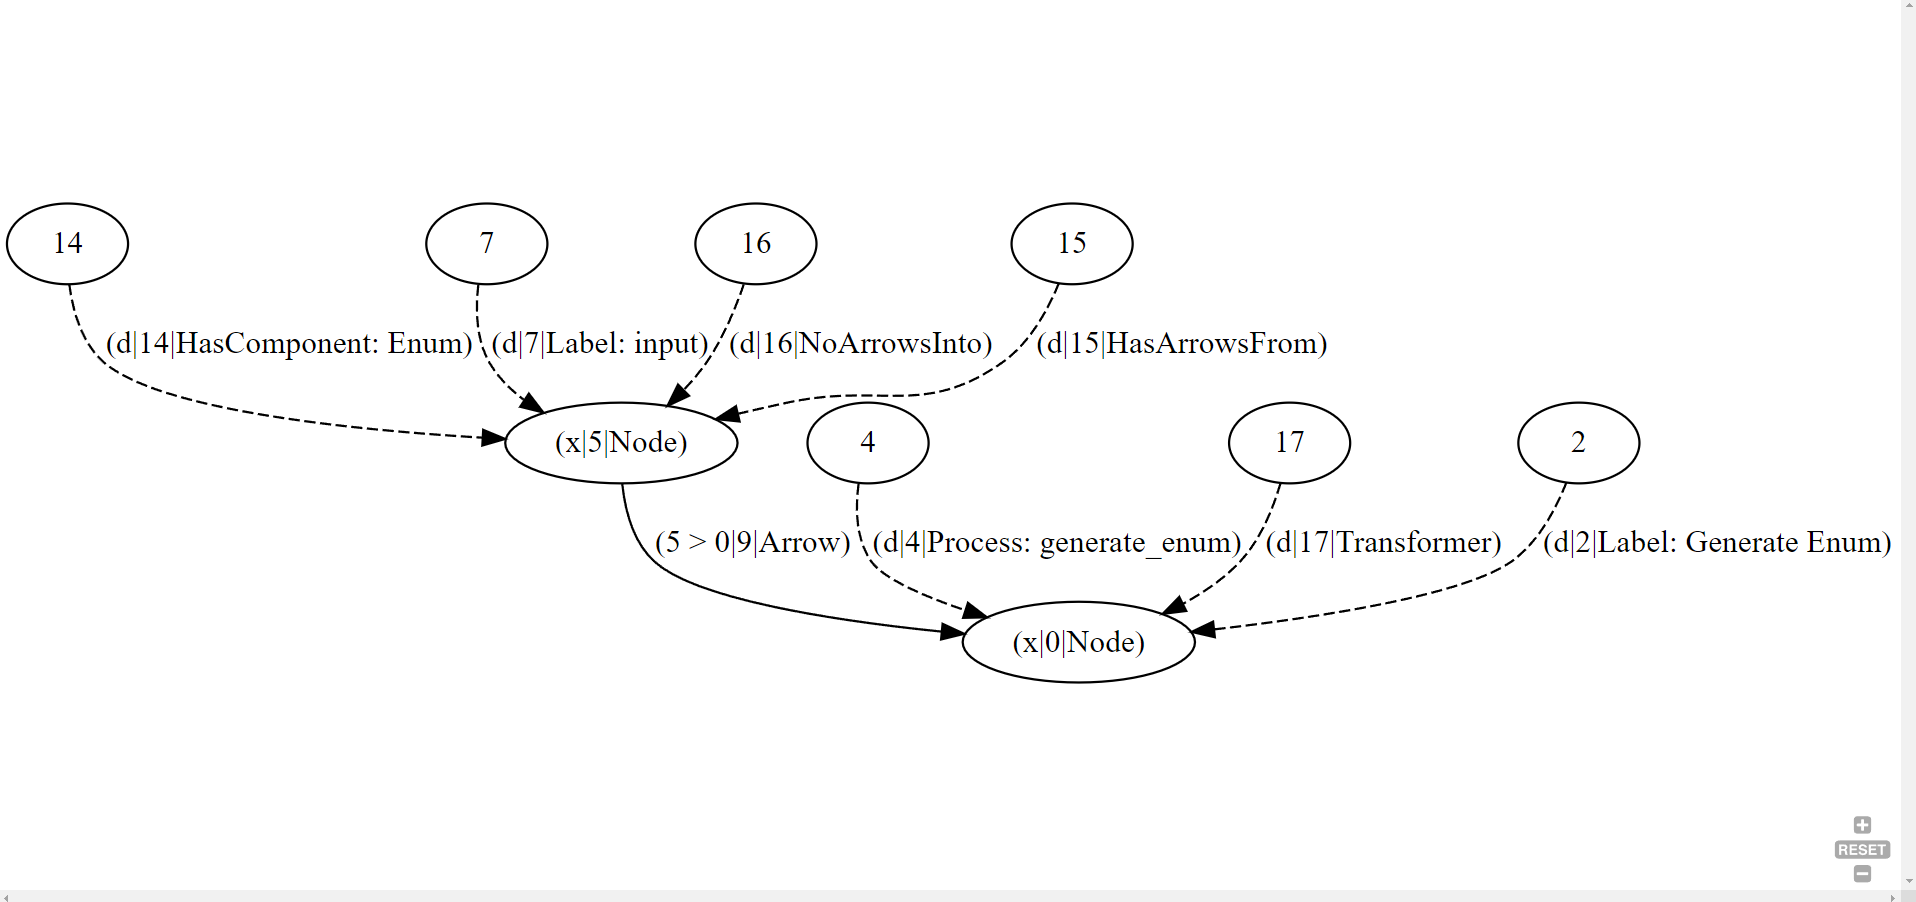 14
7
16
15
(d|14|HasComponent: Enum)
(d|7|Label: input)
(d|16|NoArrowsInto)
(d|15|HasArrowsFrom)
(x|5|Node)
4
17
2
(5 > 0|9|Arrow)
(d|4|Process: generate_enum)
(d|17|Transformer)
(d|2|Label: Generate Enum)
(x|0|Node)
RESET